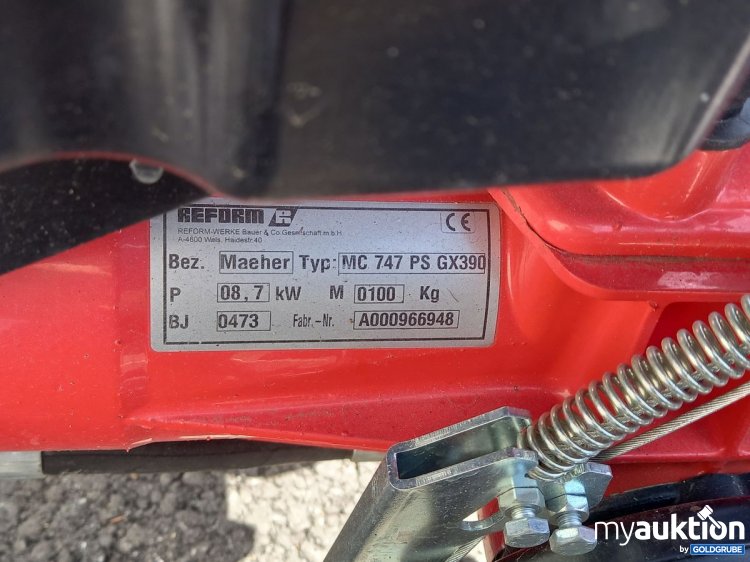 REFORM R
REFORM-WERKE Bauer & Co Gesellschaft m.b.H
A-4600 Wels, Haidestr.40
CE
Bez. Maeher Typ: MC 747 PS GX390
P 08,7 kW M 0100 Kg
BJ 0473 Fabr.-Nr. A000966948
myauktion
by GOLDGRUBE